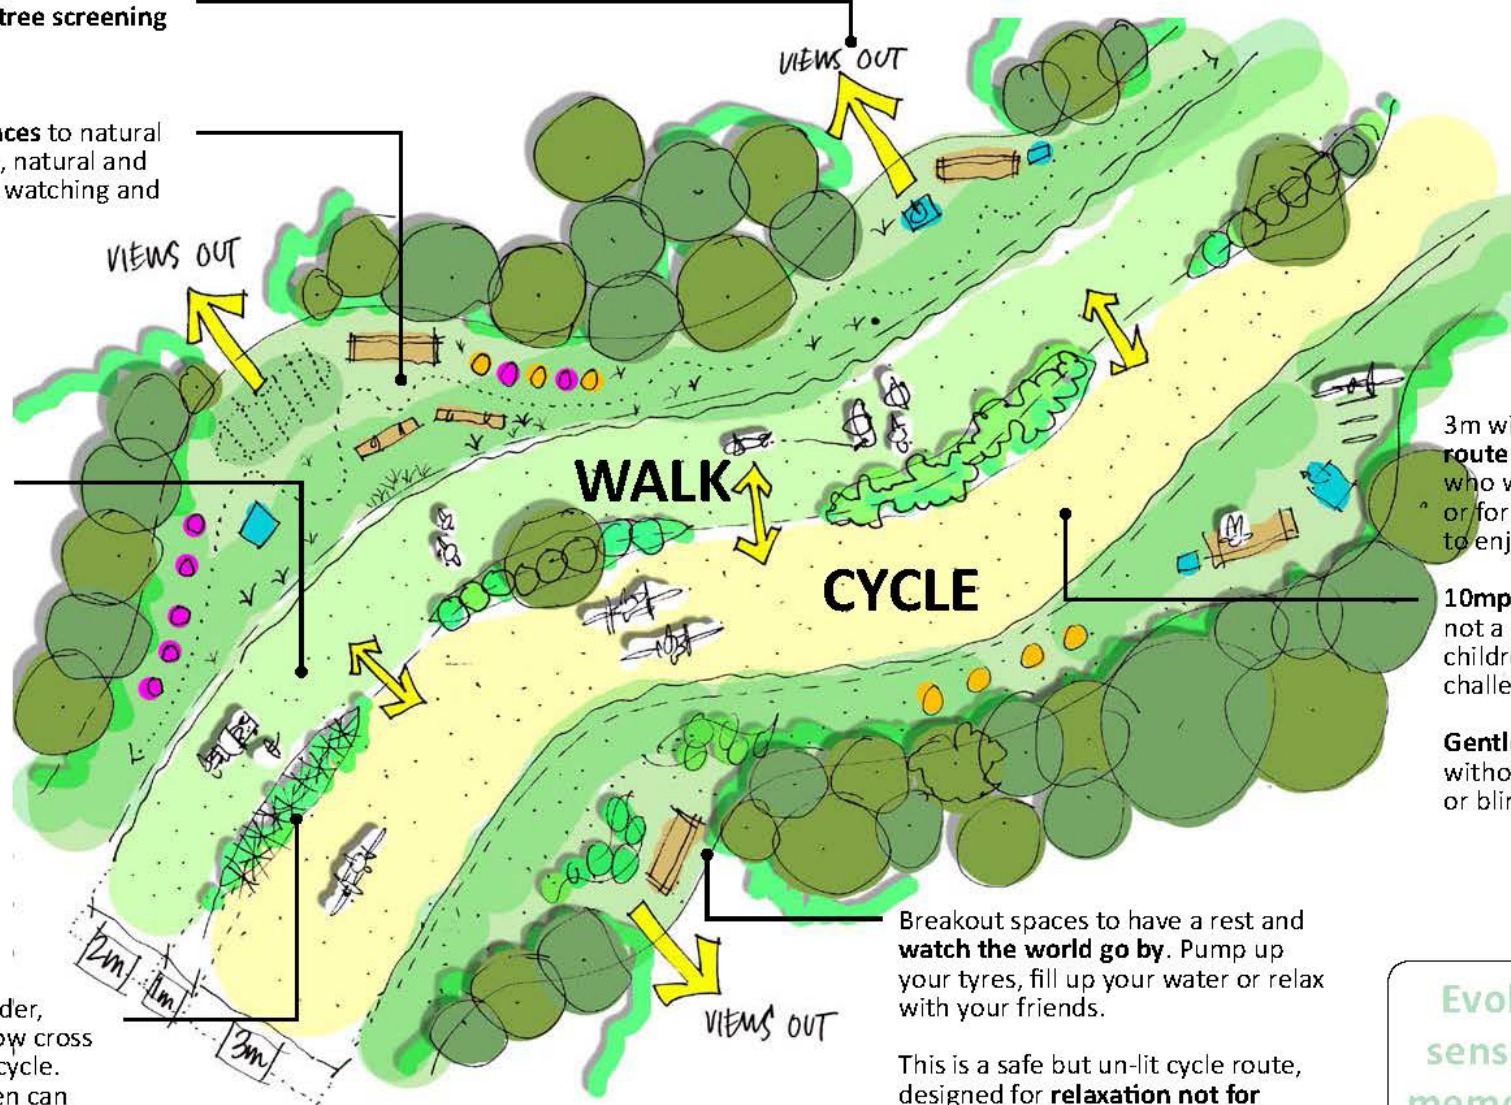 tree screening
VIEWS OUT
aces to natural
, natural and
watching and
VIEWS OUT
WALK
CYCLE
3m wi
route
who w
or for
to enj
10mp
not a
childr
challe
Gentl
witho
or blin
2m
1m
3m
der,
ow cross
cycle.
en can
VIEWS OUT
Breakout spaces to have a rest and
watch the world go by. Pump up
your tyres, fill up your water or relax
with your friends.
This is a safe but un-lit cycle route,
designed for relaxation not for
Evol
sens
mem